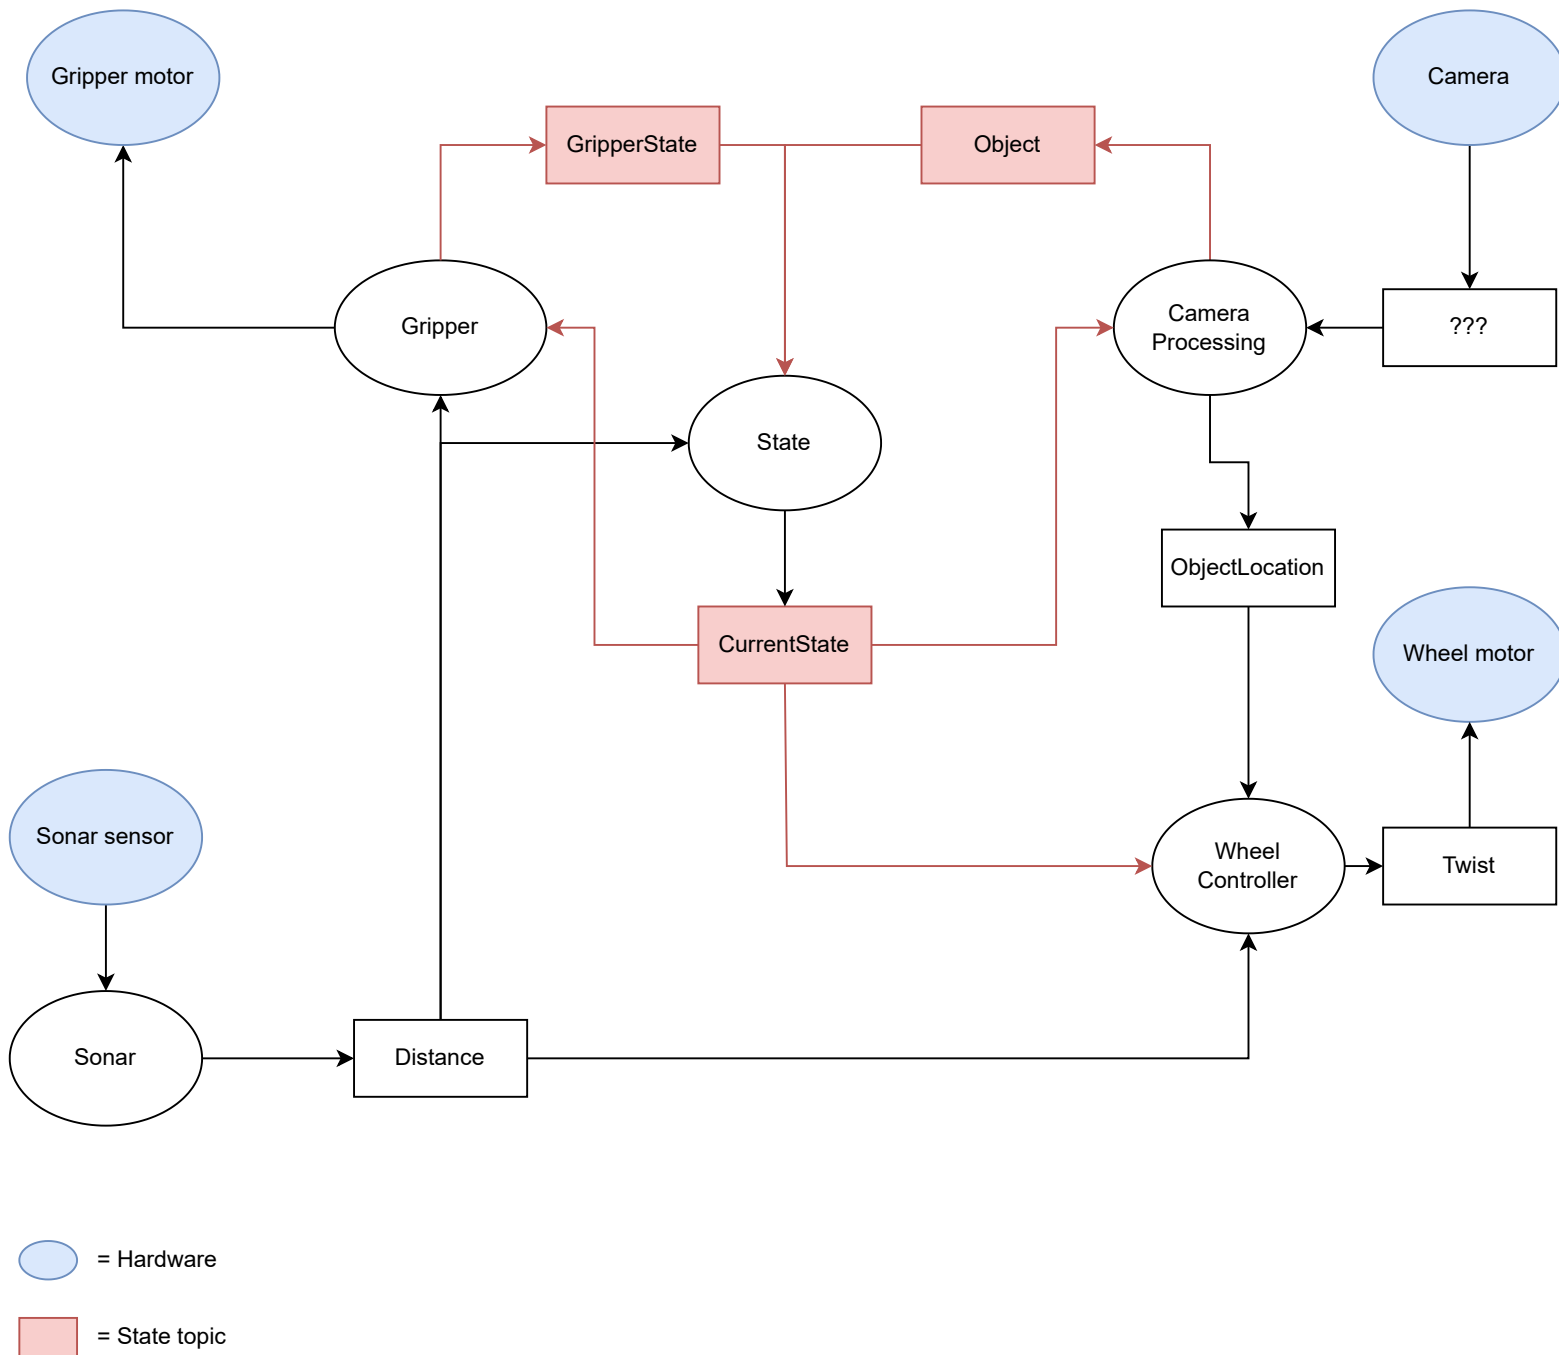 Gripper motor
Camera
GripperState
Object
Gripper
Camera
Processing
???
State
ObjectLocation
CurrentState
Wheel motor
Sonar sensor
Wheel
Controller
Twist
Sonar
Distance
= Hardware
= State topic